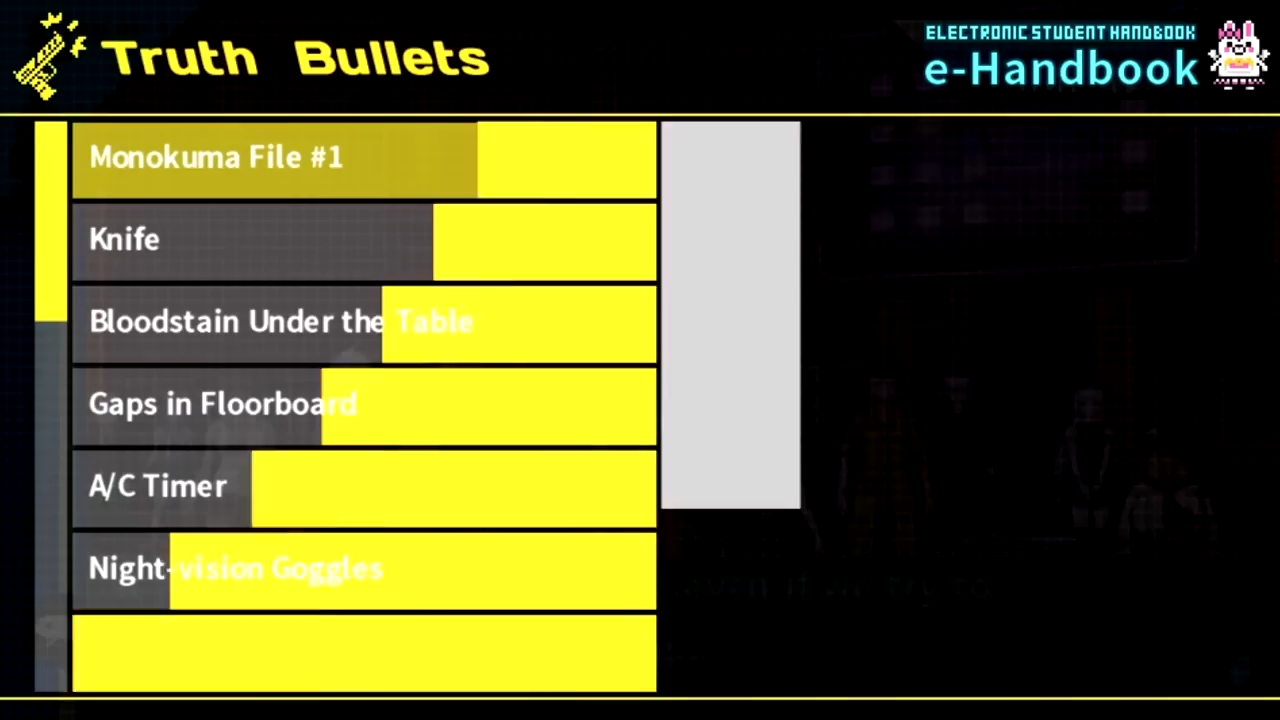 Truth Bullets
ELECTRONIC STUDENT HANDBOOK
e-Handbook
Monokuma File #1
Knife
Bloodstain Under the Table
Gaps in Floorboard
A/C Timer
Night-vision Goggles